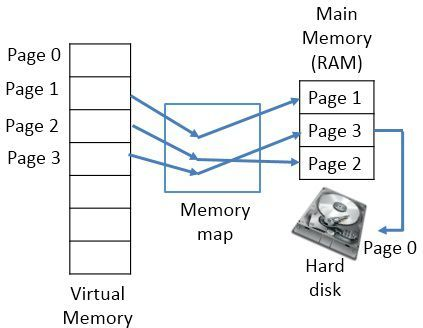 Page 0
Page 1
Page 2
Page 3
Virtual
Memory
Memory
map
Main
Memory
(RAM)
Page 1
Page 3
Page 2
Hard
disk
Page 0